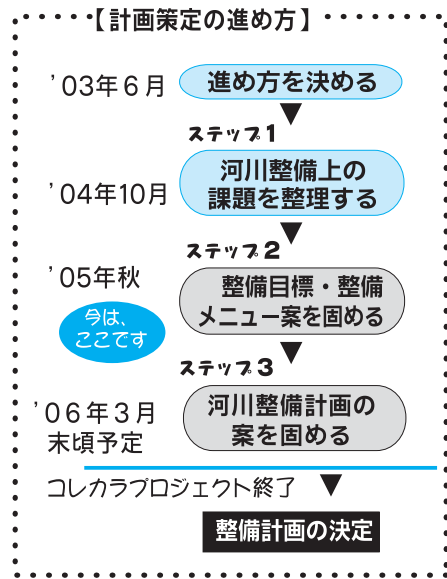 【計画策定の進め方】
’03年6月 進め方を決める
▼
ステップ1
’04年10月 河川整備上の
課題を整理する
▼
ステップ2
’05年秋 整備目標・整備
メニュー案を固める
今は、
ここです
▼
ステップ3
’06年3月
末頃予定
河川整備計画の
案を固める
コレカラプロジェクト終了 ▼
整備計画の決定